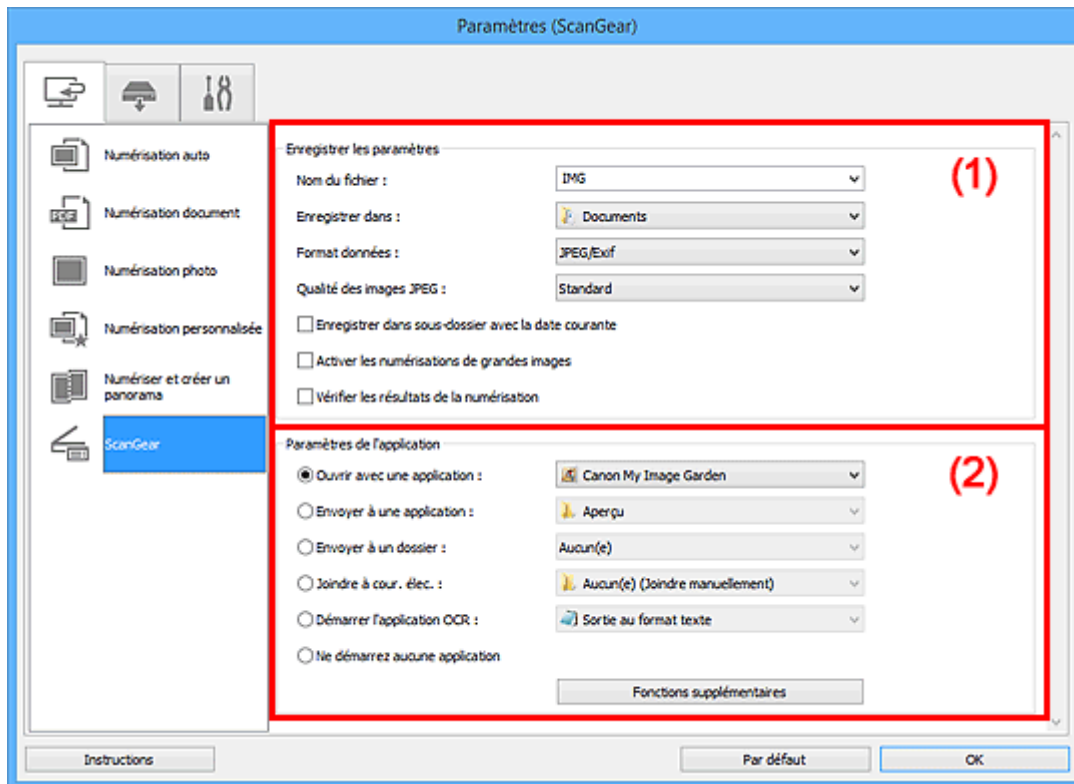 Paramètres (ScanGear)
Numérisation auto
Numérisation document
Numérisation photo
Numérisation personnalisée
Numériser et créer un
panorama
ScanGear
PDF
Enregistrer les paramètres
(1)
Nom du fichier : IMG
Enregistrer dans : Documents
Format données : JPEG/Exif
Qualité des images JPEG : Standard
Enregistrer dans sous-dossier avec la date courante
Activer les numérisations de grandes images
Vérifier les résultats de la numérisation
Paramètres de l'application
(2)
Ouvrir avec une application : Canon My Image Garden
Envoyer à une application : Aperçu
Envoyer à un dossier : Aucun(e)
Joindre à cour. élec. : Aucun(e) (Joindre manuellement)
Démarrer l'application OCR : Sortie au format texte
Ne démarrez aucune application
Fonctions supplémentaires
Instructions
Par défaut
OK